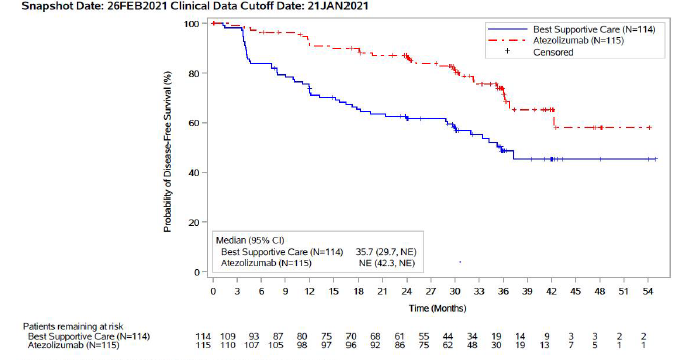 Snapshot Date: 26FEB2021 Clinical Data Cutoff Date: 21JAN2021
Best Supportive Care (N=114)
Atezolizumab (N=115)
Censored
Probability of Disease-Free Survival (%)
100
80
60
40
20
0
Median (95% CI)
Best Supportive Care (N=114) 35.7 (29.7, NE)
Atezolizumab (N=115) NE (42.3, NE)
0 3 6 9 12 15 18 21 24 27 30 33 36 39 42 45 48 51 54
Time (Months)
Patients remaining at risk
Best Supportive Care (N=114) 114 109 93 87 80 75 70 68 61 55 44 34 19 14 9 3 3 2 2
Atezolizumab (N=115) 115 110 107 105 98 97 96 92 86 75 62 48 30 19 13 7 5 1 1